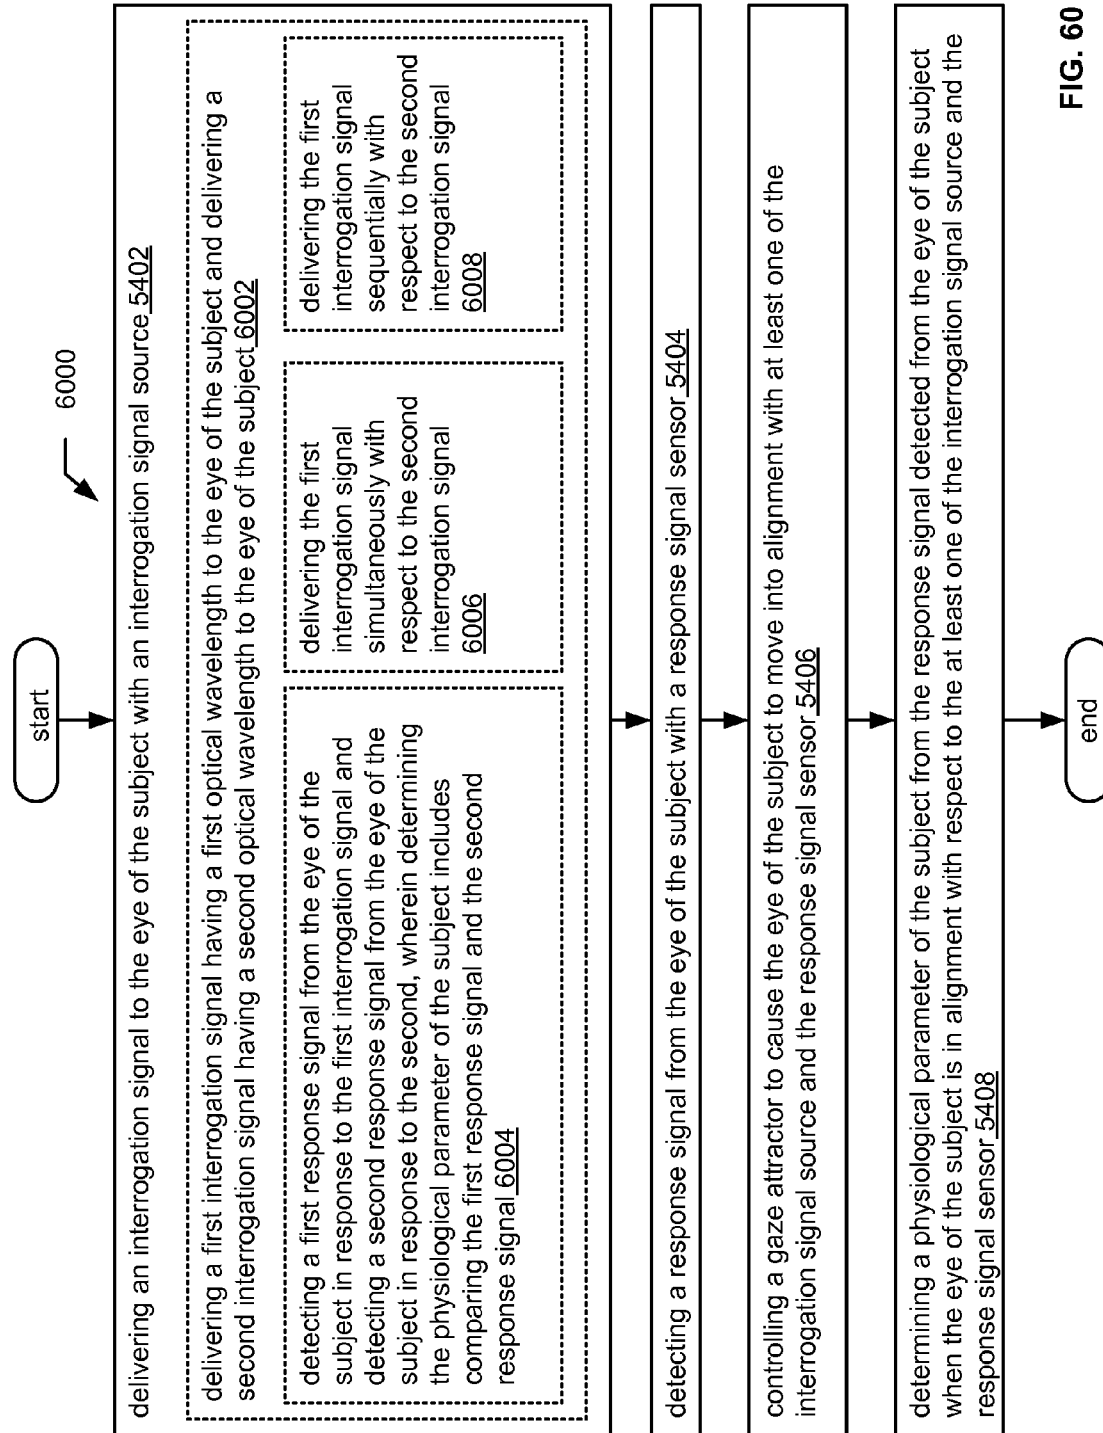 6000
start
delivering an interrogation signal to the eye of the subject with an interrogation signal source 5402
delivering a first interrogation signal having a first optical wavelength to the eye of the subject and delivering a
second interrogation signal having a second optical wavelength to the eye of the subject 6002
detecting a first response signal from the eye of the
subject in response to the first interrogation signal and
detecting a second response signal from the eye of the
subject in response to the second, wherein determining
the physiological parameter of the subject includes
comparing the first response signal and the second
response signal 6004
delivering the first
interrogation signal
simultaneously with
respect to the second
interrogation signal
6006
delivering the first
interrogation signal
sequentially with
respect to the second
interrogation signal
6008
detecting a response signal from the eye of the subject with a response signal sensor 5404
controlling a gaze attractor to cause the eye of the subject to move into alignment with at least one of the
interrogation signal source and the response signal sensor 5406
determining a physiological parameter of the subject from the response signal detected from the eye of the subject
when the eye of the subject is in alignment with respect to the at least one of the interrogation signal source and the
response signal sensor 5408
end
FIG. 60